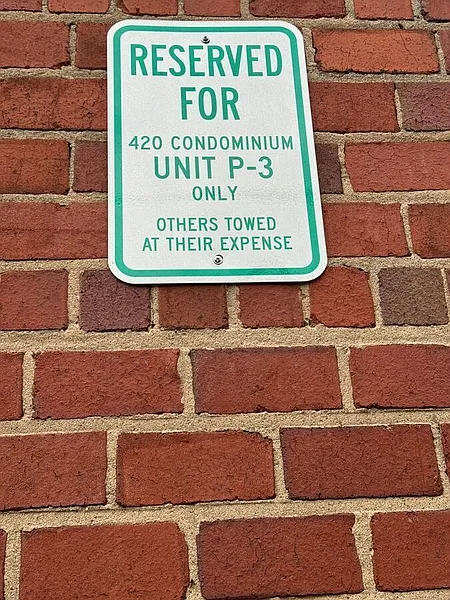 RESERVED
FOR
420 CONDOMINIUM
UNIT P-3
ONLY
OTHERS TOWED
AT THEIR EXPENSE